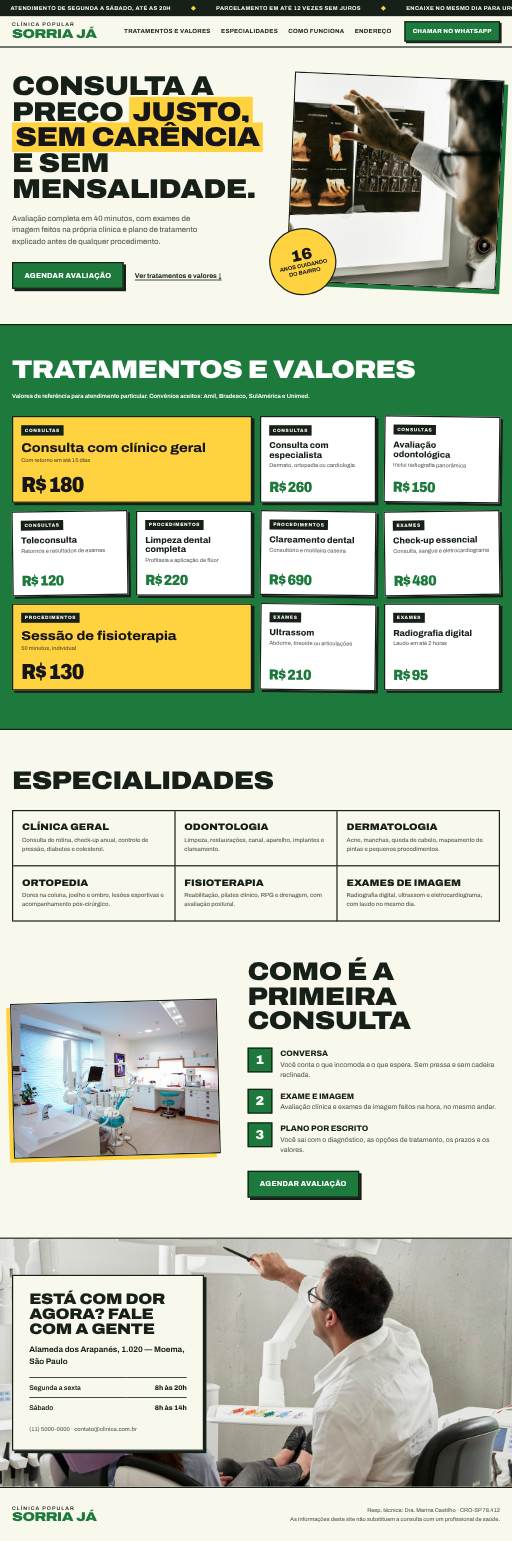 ATENDIMENTO DE SEGUNDA A SÁBADO, ATÉ AS 20H ◆ PARCELAMENTO EM ATÉ 12 VEZES SEM JUROS ◆ ENCAIXE NO MESMO DIA PARA
CLÍNICA POPULAR
SORRIA JÁ
TRATAMENTOS E VALORES ESPECIALIDADES COMO FUNCIONA ENDEREÇO CHAMAR NO WHATSAPP
CONSULTA A
PREÇO JUSTO,
SEM CARÊNCIA
E SEM
MENSALIDADE.
Avaliação completa em 40 minutos, com exames de
imagem feitos na própria clínica e plano de tratamento
explicado antes de qualquer procedimento.
AGENDAR AVALIAÇÃO Ver tratamentos e valores ↓
16
ANOS CUIDANDO
DO BAIRRO
TRATAMENTOS E VALORES
Valores de referência para atendimento particular. Convênios aceitos: Amil, Bradesco, SulAmérica e Unimed.
CONSULTAS
Consulta com clínico geral
Com retorno em até 15 dias
R$ 180
CONSULTAS
Consulta com
especialista
Dermato, ortopedia ou cardiologia
R$ 260
CONSULTAS
Avaliação
odontológica
Inclui radiografia panorâmica
R$ 150
CONSULTAS
Teleconsulta
Retornos e resultados de exames
R$ 120
PROCEDIMENTOS
Limpeza dental
completa
Profilaxia e aplicação de flúor
R$ 220
PROCEDIMENTOS
Clareamento dental
Consultório e moldeira caseira
R$ 690
EXAMES
Check-up essencial
Consulta, sangue e eletrocardiograma
R$ 480
PROCEDIMENTOS
Sessão de fisioterapia
50 minutos, individual
R$ 130
EXAMES
Ultrassom
Abdome, tireoide ou articulações
R$ 210
EXAMES
Radiografia digital
Laudo em até 2 horas
R$ 95
ESPECIALIDADES
CLÍNICA GERAL
Consulta de rotina, check-up anual, controle de
pressão, diabetes e colesterol.
ODONTOLOGIA
Limpeza, restaurações, canal, aparelho, implantes e
clareamento.
DERMATOLOGIA
Acne, manchas, queda de cabelo, mapeamento de
pintas e pequenos procedimentos.
ORTOPEDIA
Dores na coluna, joelho e ombro, lesões esportivas e
acompanhamento pós-cirúrgico.
FISIOTERAPIA
Reabilitação, pilates clínico, RPG e drenagem, com
avaliação postural.
EXAMES DE IMAGEM
Radiografia digital, ultrassom e eletrocardiograma,
com laudo no mesmo dia.
COMO É A
PRIMEIRA
CONSULTA
1 CONVERSA
Você conta o que incomoda e o que espera. Sem pressa e sem cadeira
reclinada.
2 EXAME E IMAGEM
Avaliação clínica e exames de imagem feitos na hora, no mesmo andar.
3 PLANO POR ESCRITO
Você sai com o diagnóstico, as opções de tratamento, os prazos e os
valores.
AGENDAR AVALIAÇÃO
ESTÁ COM DOR
AGORA? FALE
COM A GENTE
Alameda dos Arapanés, 1.020 — Moema,
São Paulo
Segunda a sexta 8h às 20h
Sábado 8h às 14h
(11) 5000-0000 · contato@clinica.com.br
CLÍNICA POPULAR
SORRIA JÁ
Resp. técnica: Dra. Marina Castilho · CRO-SP 78.412
As informações deste site não substituem a consulta com um profissional de saúde.